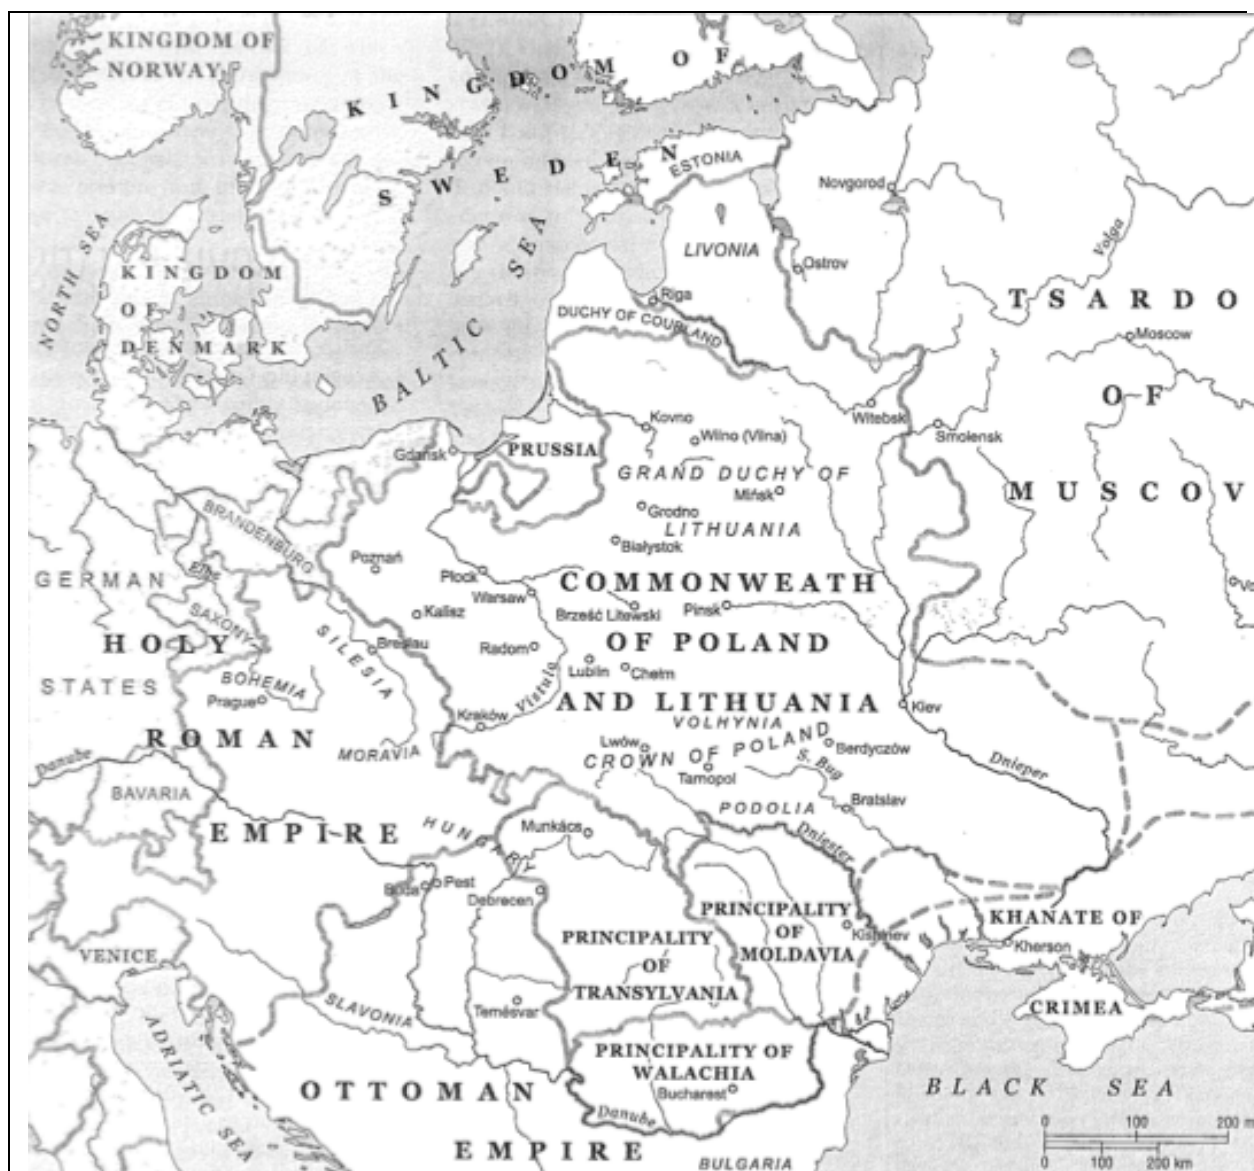 KINGDOM OF
NORWAY
KINGDOM OF
SWEDEN
ESTONIA
Novgorod
NORTH SEA
KINGDOM
OF
DENMARK
BALTIC SEA
LIVONIA
Ostrov
Volga
Riga
DUCHY OF COURLAND
TSARDO
Moscow
OF
MUSCOV
Witebsk
Smolensk
Kovno
Wilno (Vilna)
Gdańsk
PRUSSIA
GRAND DUCHY OF
Mińsk
LITHUANIA
Grodno
Białystok
BRANDENBURG
Poznań
GERMAN
Elbe
Płock
Warsaw
COMMONWEATH
Brześć Litewski
Pinsk
Vo
SAXONY
Kalisz
HOLY
SILESIA
Breslau
Radom
OF POLAND
Lublin
Chełm
STATES
BOHEMIA
Prague
Vistula
AND LITHUANIA
Kiev
Kraków
VOLHYNIA
ROMAN
MORAVIA
Lwów
CROWN OF POLAND
Berdyczów
Tarnopol
S. Bug
Dnieper
Danube
BAVARIA
PODOLIA
Bratslav
EMPIRE
HUNGARY
Munkács
Dniester
Buda
Pest
Debrecen
PRINCIPALITY
OF
MOLDAVIA
Kishinev
KHANATE OF
Kherson
CRIMEA
VENICE
PRINCIPALITY
OF
TRANSYLVANIA
SLAVONIA
Temésvar
ADRIATIC SEA
OTTOMAN
EMPIRE
PRINCIPALITY OF
WALACHIA
Bucharest
Danube
BULGARIA
BLACK SEA
0 100 200 m
0 100 200 km